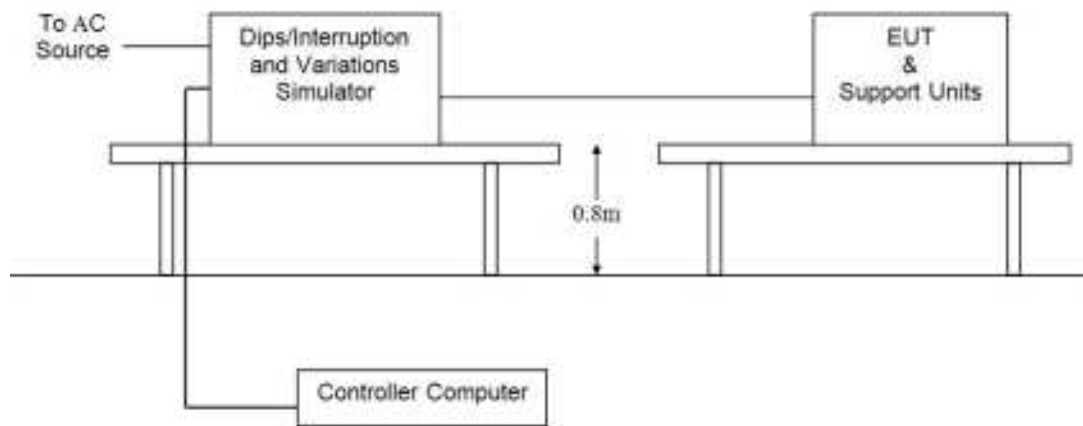 To AC
Source
Dips/Interruption
and Variations
Simulator
EUT
&
Support Units
0.8m
Controller Computer